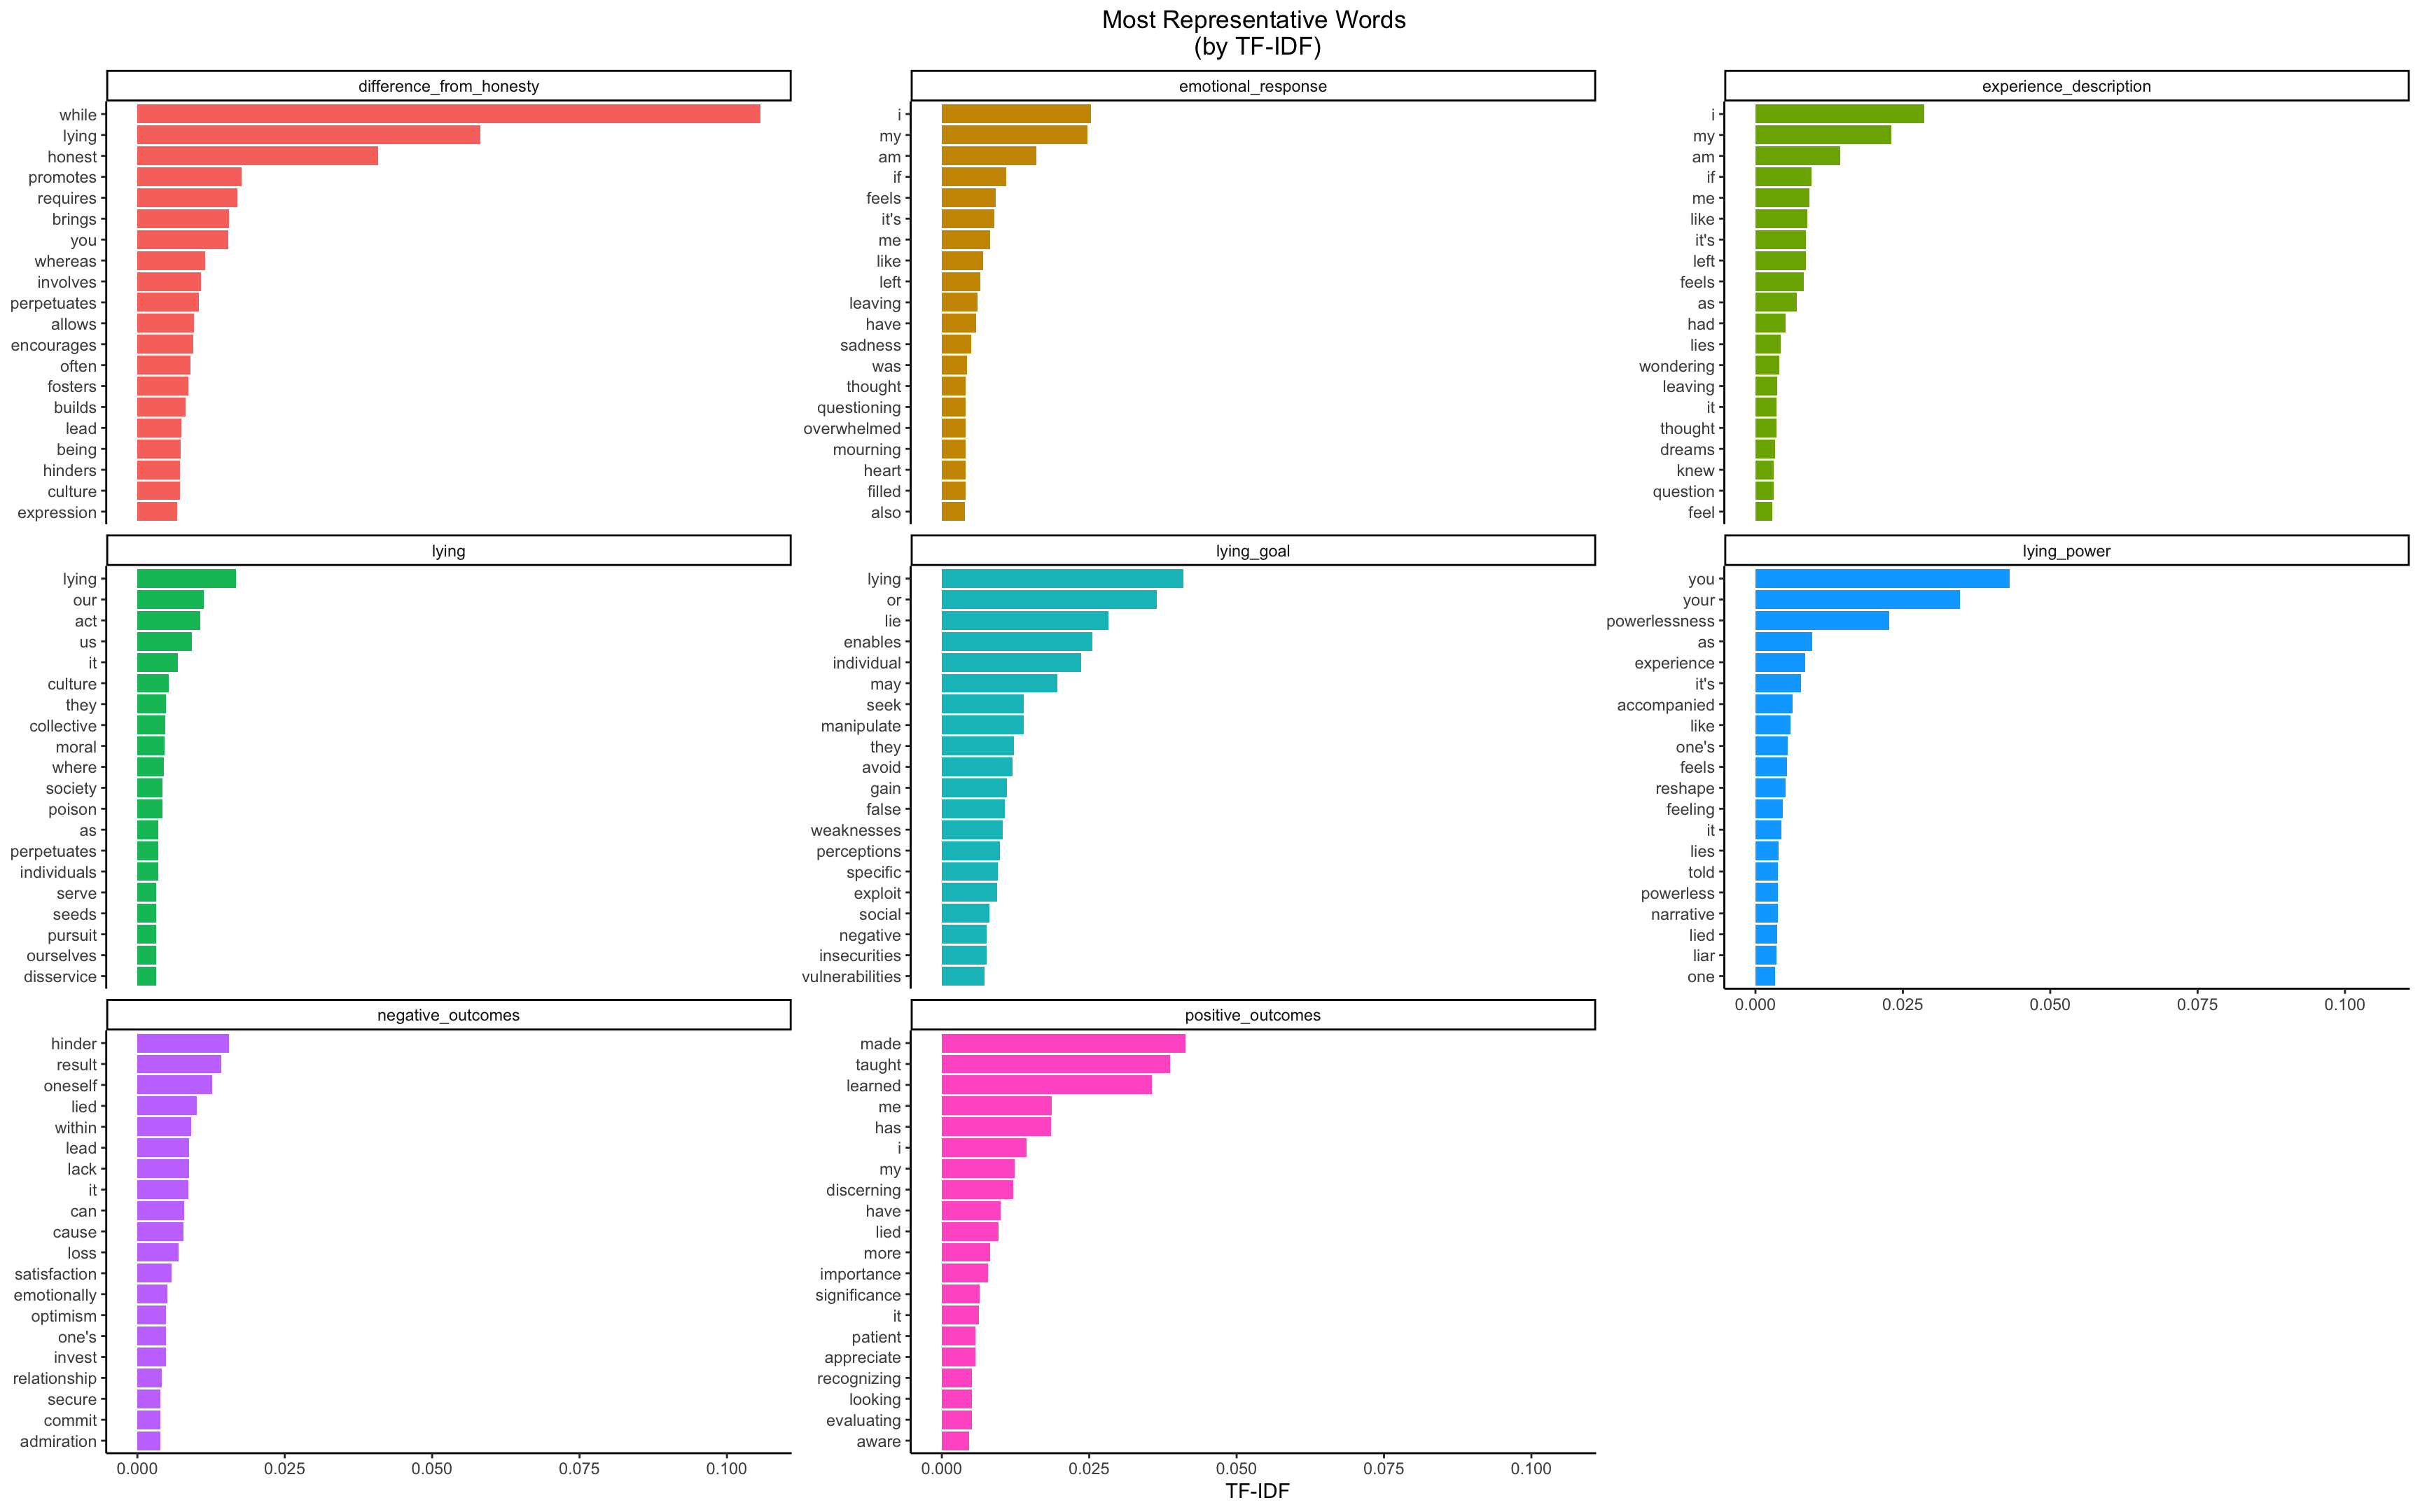 Most Representative Words
(by TF-IDF)
difference_from_honesty
while
lying
honest
promotes
requires
brings
you
whereas
involves
perpetuates
allows
encourages
often
fosters
builds
lead
being
hinders
culture
expression
emotional_response
i
my
am
if
feels
it's
me
like
left
leaving
have
sadness
was
thought
questioning
overwhelmed
mourning
heart
filled
also
experience_description
i
my
am
if
me
like
it's
left
feels
as
had
lies
wondering
leaving
it
thought
dreams
knew
question
feel
lying
lying
our
act
us
it
culture
they
collective
moral
where
society
poison
as
perpetuates
individuals
serve
seeds
pursuit
ourselves
disservice
lying_goal
lying
or
lie
enables
individual
may
seek
manipulate
they
avoid
gain
false
weaknesses
perceptions
specific
exploit
social
negative
insecurities
vulnerabilities
lying_power
you
your
powerlessness
as
experience
it's
accompanied
like
one's
feels
reshape
feeling
it
lies
told
powerless
narrative
lied
liar
one
0.000 0.025 0.050 0.075 0.100
negative_outcomes
hinder
result
oneself
lied
within
lead
lack
it
can
cause
loss
satisfaction
emotionally
optimism
one's
invest
relationship
secure
commit
admiration
0.000 0.025 0.050 0.075 0.100
positive_outcomes
made
taught
learned
me
has
i
my
discerning
have
lied
more
importance
significance
it
patient
appreciate
recognizing
looking
evaluating
aware
0.000 0.025 0.050 0.075 0.100
TF-IDF